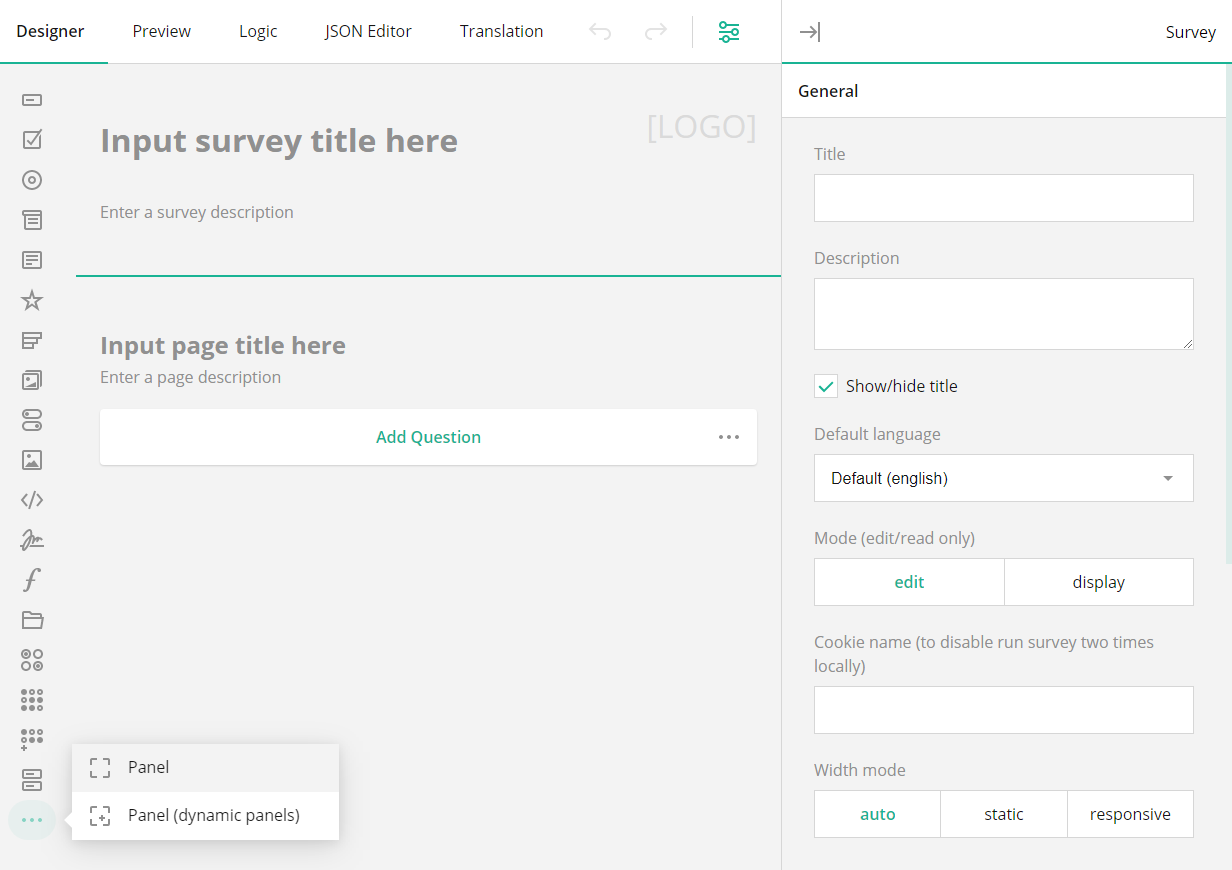 Designer Preview Logic JSON Editor Translation Survey
General
[LOGO]
Input survey title here
Enter a survey description
Input page title here
Enter a page description
Add Question
Panel
Panel (dynamic panels)
Title
Description
Show/hide title
Default language
Default (english)
Mode (edit/read only)
edit display
Cookie name (to disable run survey two times
locally)
Width mode
auto static responsive